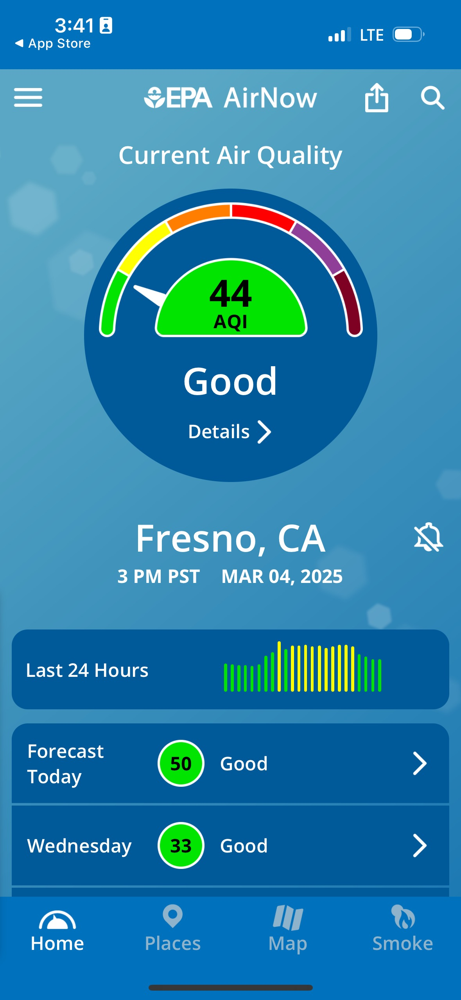 3:41
App Store
LTE
EPA AirNow
Current Air Quality
44
AQI
Good
Details
Fresno, CA
3 PM PST MAR 04, 2025
Last 24 Hours
Forecast
Today
50
Good
Wednesday
33
Good
Home
Places
Map
Smoke